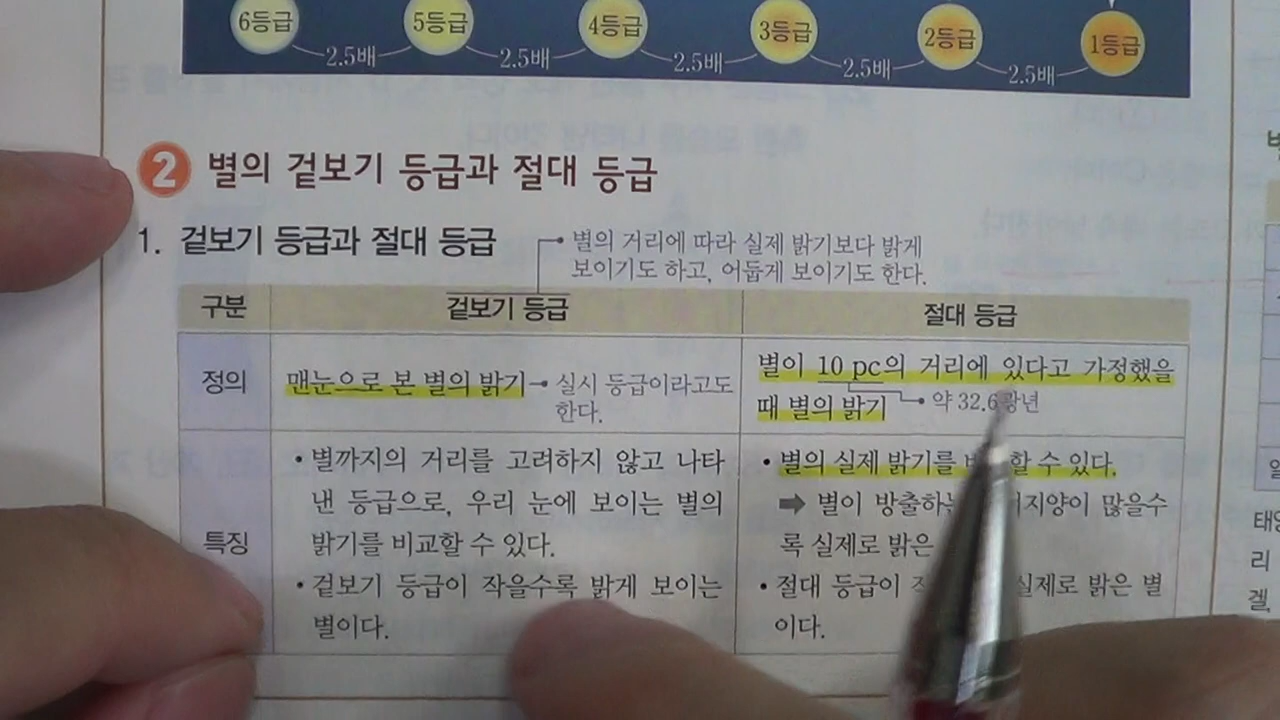 6등급 5등급 4등급 3등급 2등급 1등급
2.5배 2.5배 2.5배 2.5배 2.5배
2 별의 겉보기 등급과 절대 등급
1. 겉보기 등급과 절대 등급
별의 거리에 따라 실제 밝기보다 밝게
보이기도 하고, 어둡게 보이기도 한다.
구분 겉보기 등급 절대 등급
정의
맨눈으로 본 별의 밝기
실시 등급이라고도
한다.
별이 10 pc의 거리에 있다고 가정했을
때 별의 밝기
약 32.6광년
특징
• 별까지의 거리를 고려하지 않고 나타
낸 등급으로, 우리 눈에 보이는 별의
밝기를 비교할 수 있다.
• 겉보기 등급이 작을수록 밝게 보이는
별이다.
• 별의 실제 밝기를 할 수 있다.
➡ 별이 방출하는 많을수
록 실제로 밝은
• 절대 등급이 실제로 밝은 별
이다.
태양
리
겔,